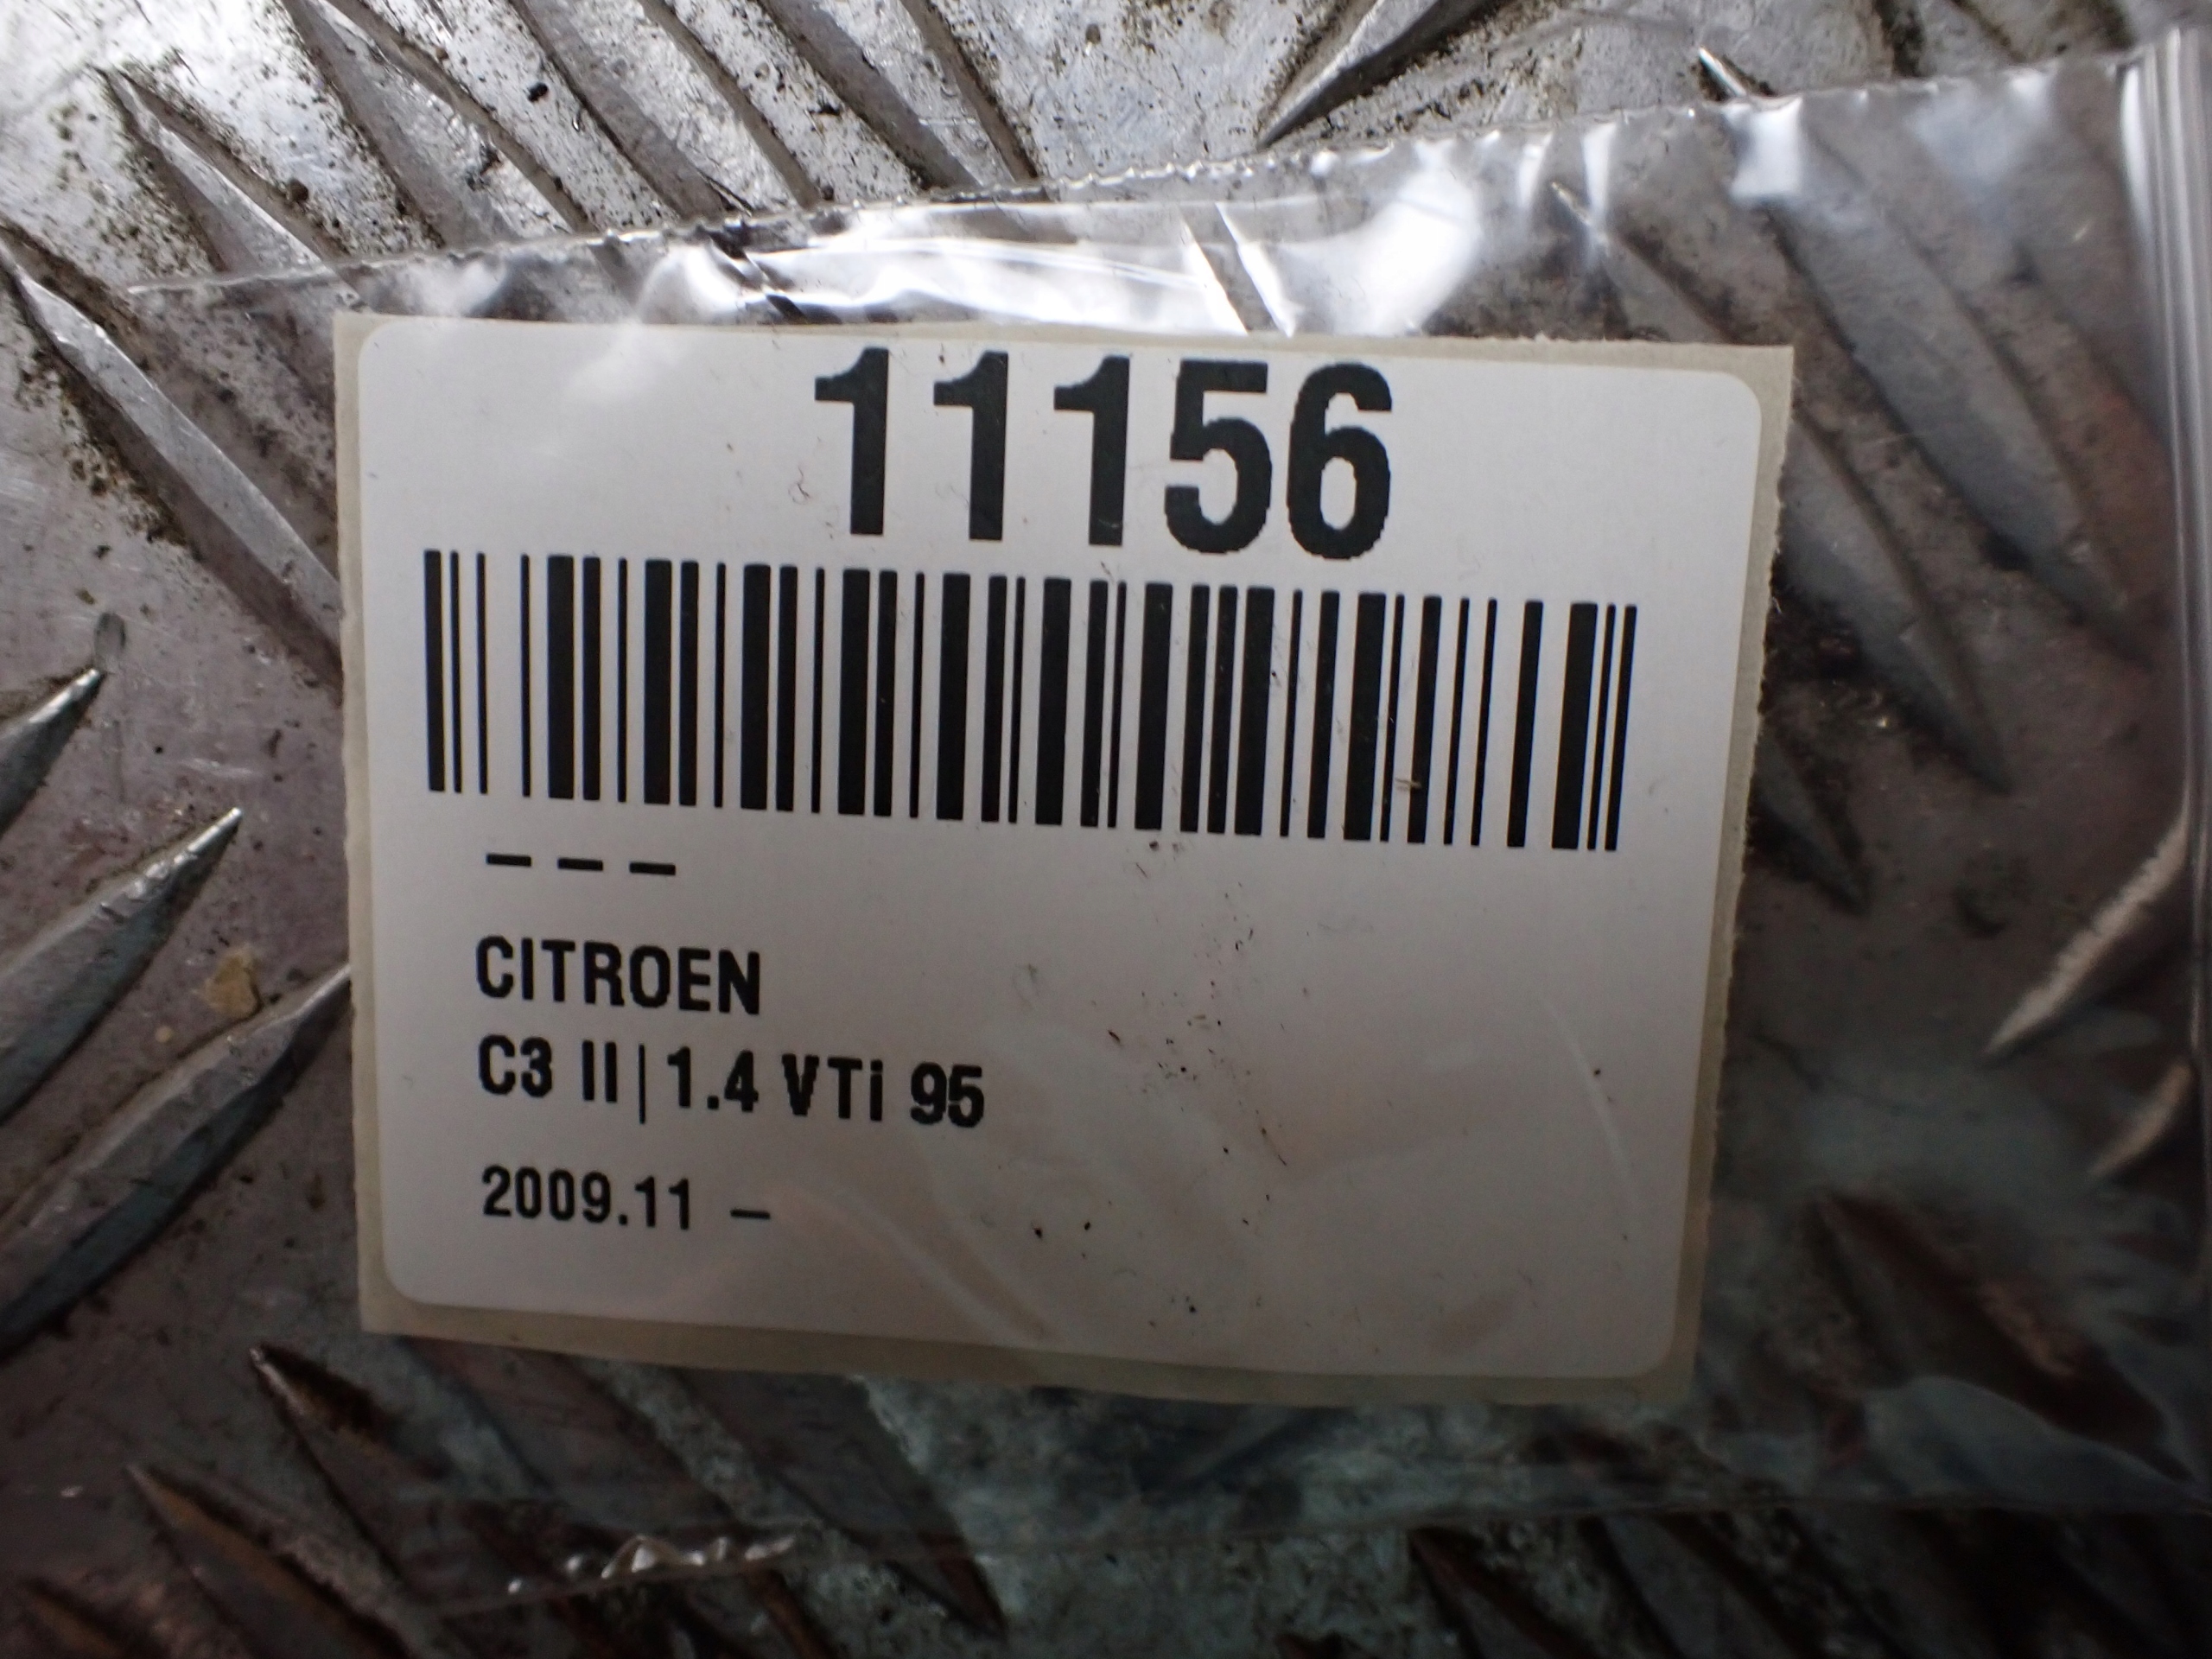 11156
– – –
CITROEN
C3 II|1.4 VTi 95
2009.11 –